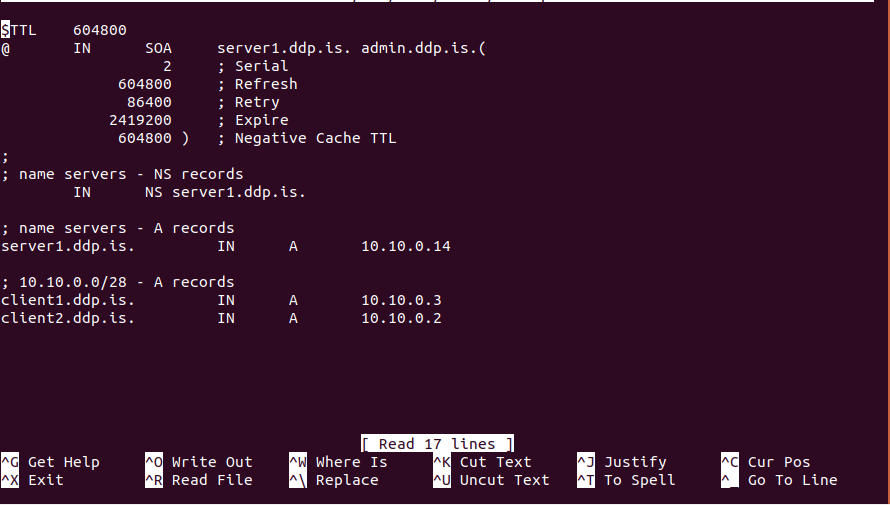 $TTL    604800
@       IN      SOA     server1.ddp.is. admin.ddp.is.(
                  2     ; Serial
             604800     ; Refresh
              86400     ; Retry
            2419200     ; Expire
             604800 )   ; Negative Cache TTL
;
; name servers - NS records
        IN      NS server1.ddp.is.
; name servers - A records
server1.ddp.is.         IN      A       10.10.0.14
; 10.10.0.0/28 - A records
client1.ddp.is.         IN      A       10.10.0.3
client2.ddp.is.         IN      A       10.10.0.2
[ Read 17 lines ]
^G Get Help     ^O Write Out    ^W Where Is     ^K Cut Text     ^J Justify      ^C Cur Pos
^X Exit         ^R Read File    ^\ Replace      ^U Uncut Text   ^T To Spell     ^_ Go To Line